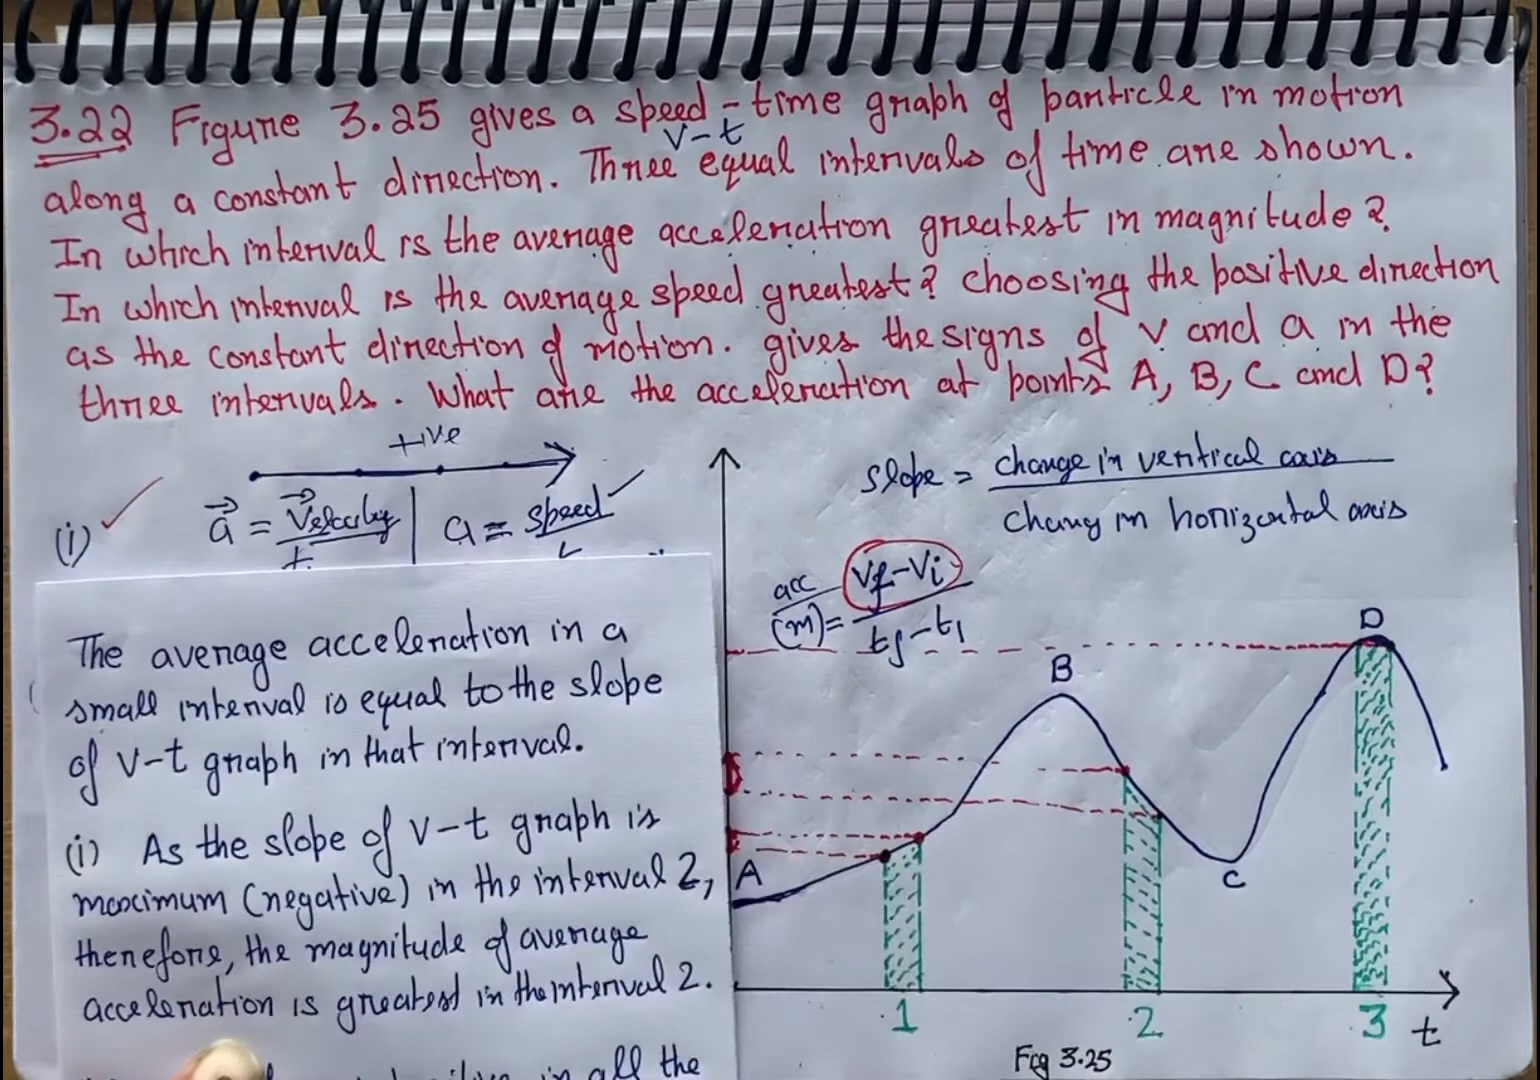 3.22 Figure 3.25 gives a speed-time graph of particle in motion
v-t
along a constant direction. Three equal intervals of time are shown.
In which interval is the average acceleration greatest in magnitude?
In which interval is the average speed greatest? choosing the positive direction
as the constant direction of motion. gives the signs of v and a in the
three intervals. What are the acceleration at points A, B, C and D?
+ive
(i) a = Velocity / t | a = speed / t
slope = change in vertical axis
chang in horizontal axis
acc (m) = Vf-Vi
tf-t1
The average acceleration in a
small interval is equal to the slope
of v-t graph in that interval.
(i) As the slope of v-t graph is
maximum (negative) in the interval 2,
therefore, the magnitude of average
acceleration is greatest in the interval 2.
in all the
D
B
A
C
1 2 3 t
Fig 3.25